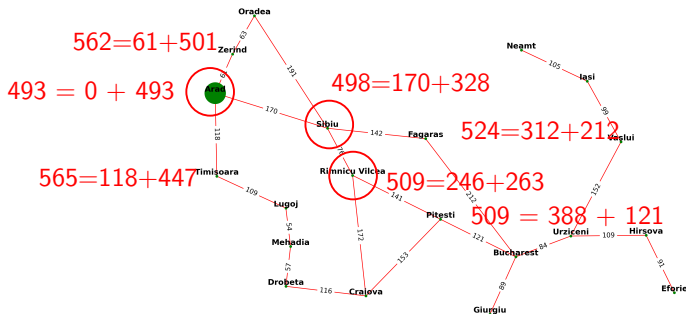 Oradea
63
562=61+501
Zerind
Neamt
105
191
498=170+328
Iasi
493 = 0 + 493
Arad
170
99
Sibiu
142
Fagaras
524=312+212
Vaslui
118
565=118+447
Timisoara
Rimnicu Vilcea
509=246+263
109
141
212
152
Lugoj
Pitesti
509 = 388 + 121
54
172
121
Urziceni
109
Hirsova
Mehadia
84
Bucharest
153
57
91
Drobeta
116
Craiova
89
Eforie
Giurgiu